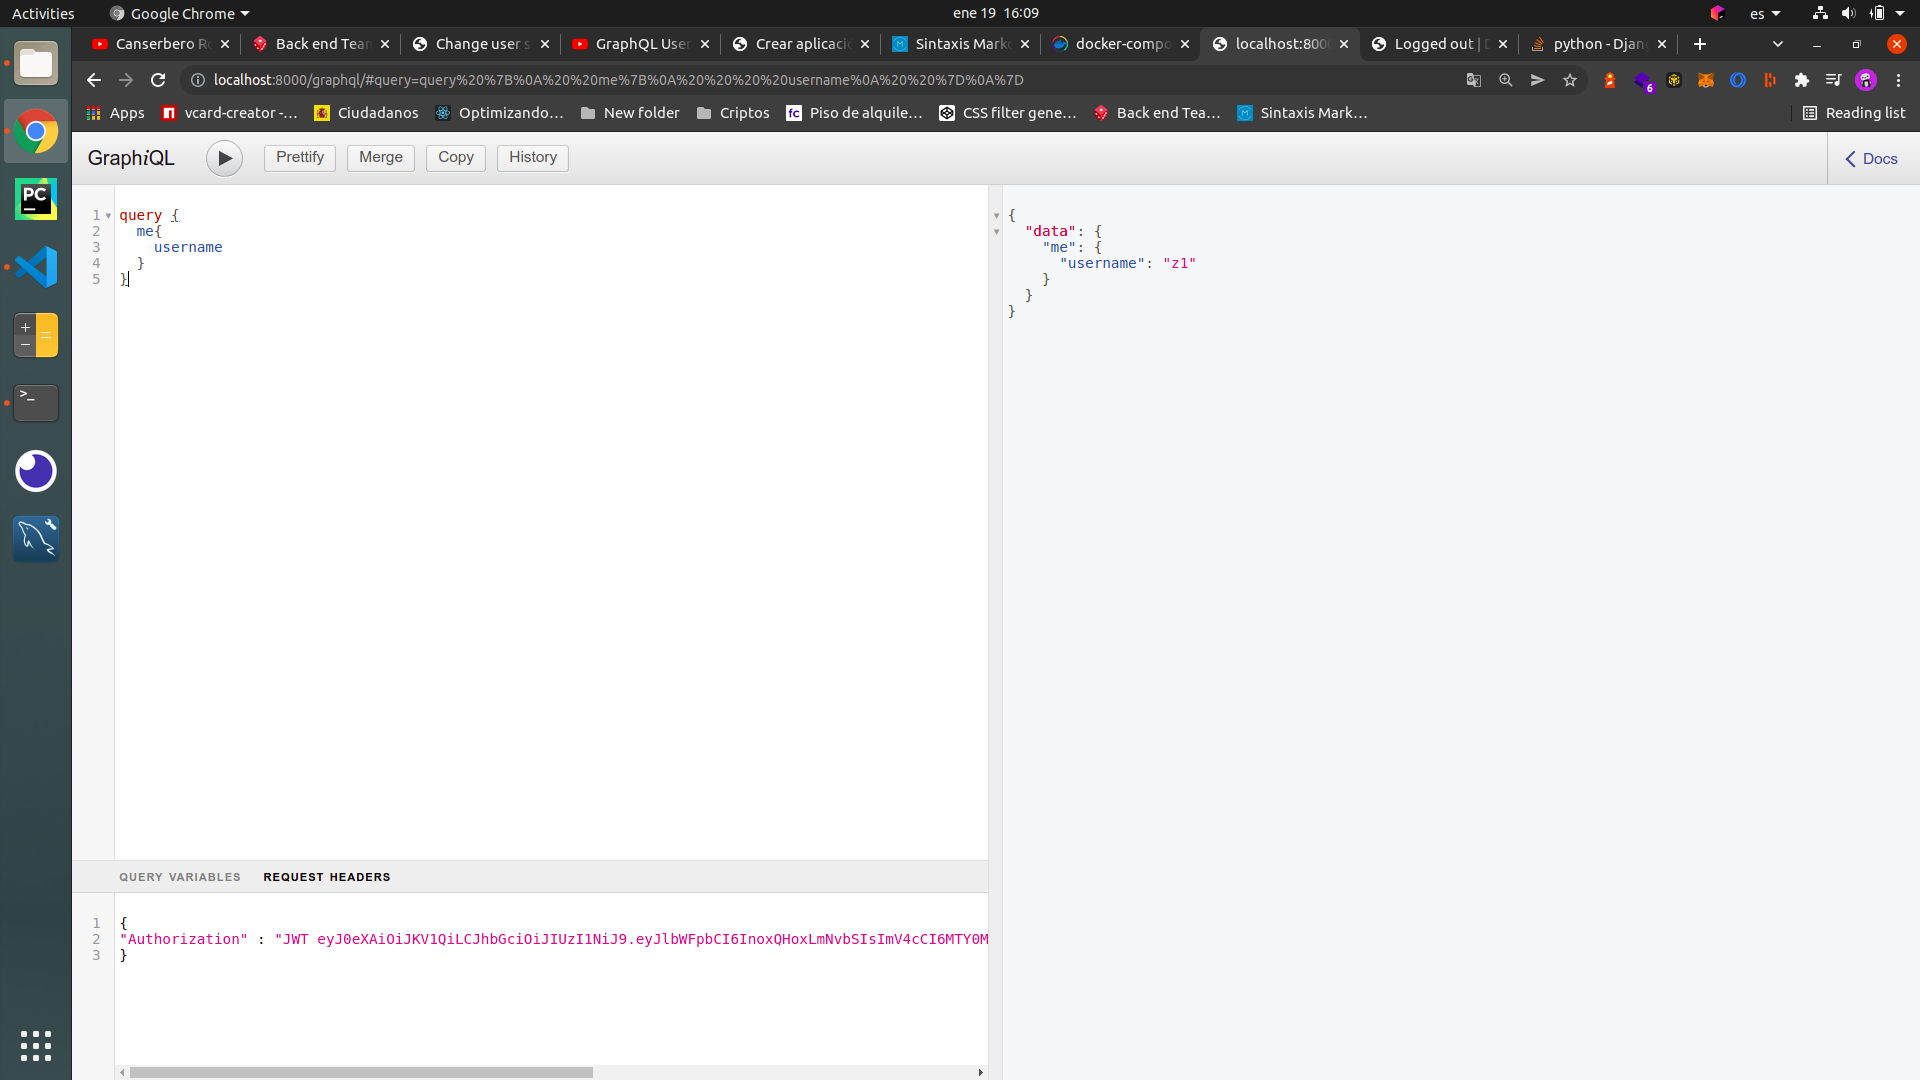 Activities Google Chrome ene 19 16:09 es
Canserbero Back end Tean Change user s GraphQL User Crear aplicaci Sintaxis Mark docker-compo localhost:800 Logged out | python - Djan
localhost:8000/graphql/#query=query%20%7B%0A%20%20me%7B%0A%20%20%20%20username%0A%20%20%7D%0A%7D 6
Apps vcard-creator -... Ciudadanos Optimizando... New folder Criptos Piso de alquile... CSS filter gene... Back end Tea... Sintaxis Mark... Reading list
GraphiQL Prettify Merge Copy History Docs
1 query {
2 me{
3 username
4 }
5 }
{
"data": {
"me": {
"username": "z1"
}
}
}
QUERY VARIABLES REQUEST HEADERS
1 {
2 "Authorization" : "JWT eyJ0eXAiOiJKV1QiLCJhbGciOiJIUzI1NiJ9.eyJlbWFpbCI6InoxQHoxLmNvbSIsImV4cCI6MTY0M
3 }
PC
>_